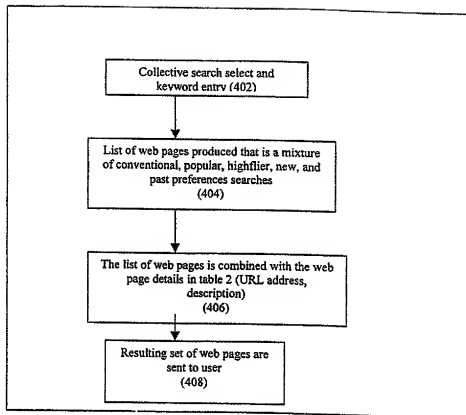 Collective search select and
keyword entry (402)
List of web pages produced that is a mixture
of conventional, popular, highflier, new, and
past preferences searches
(404)
The list of web pages is combined with the web
page details in table 2 (URL address,
description)
(406)
Resulting set of web pages are
sent to user
(408)